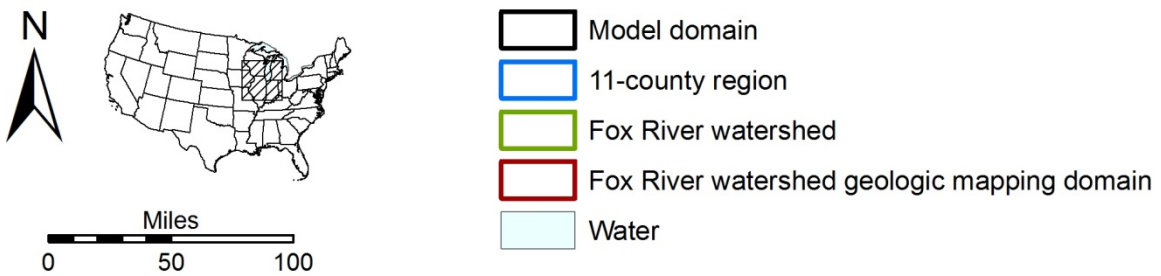 N
Miles
0 50 100
Model domain
11-county region
Fox River watershed
Fox River watershed geologic mapping domain
Water